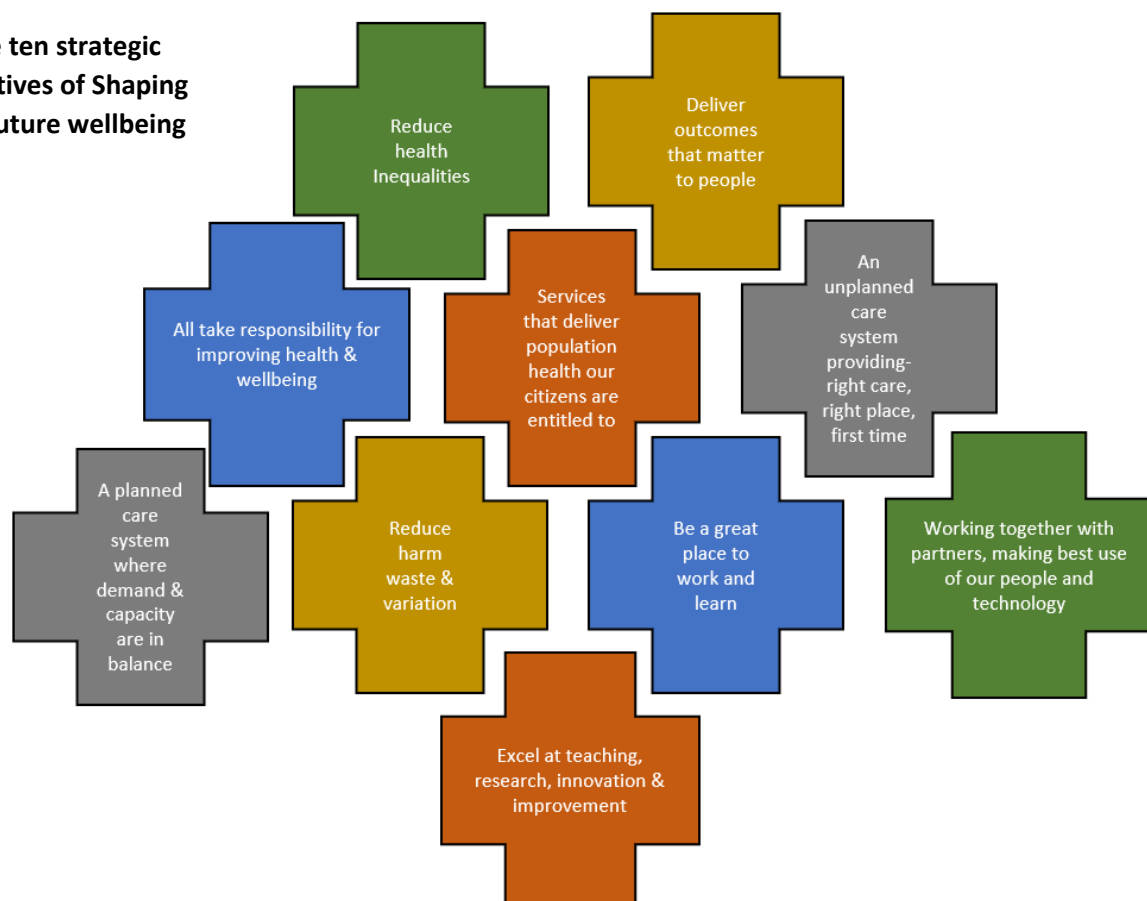 ten strategic
tives of Shaping
uture wellbeing
Reduce
health
Inequalities
Deliver
outcomes
that matter
to people
All take responsibility for
improving health &
wellbeing
Services
that deliver
population
health our
citizens are
entitled to
An
unplanned
care
system
providing-
right care,
right place,
first time
A planned
care
system
where
demand &
capacity
are in
balance
Reduce
harm
waste &
variation
Be a great
place to
work and
learn
Working together with
partners, making best use
of our people and
technology
Excel at teaching,
research, innovation &
improvement